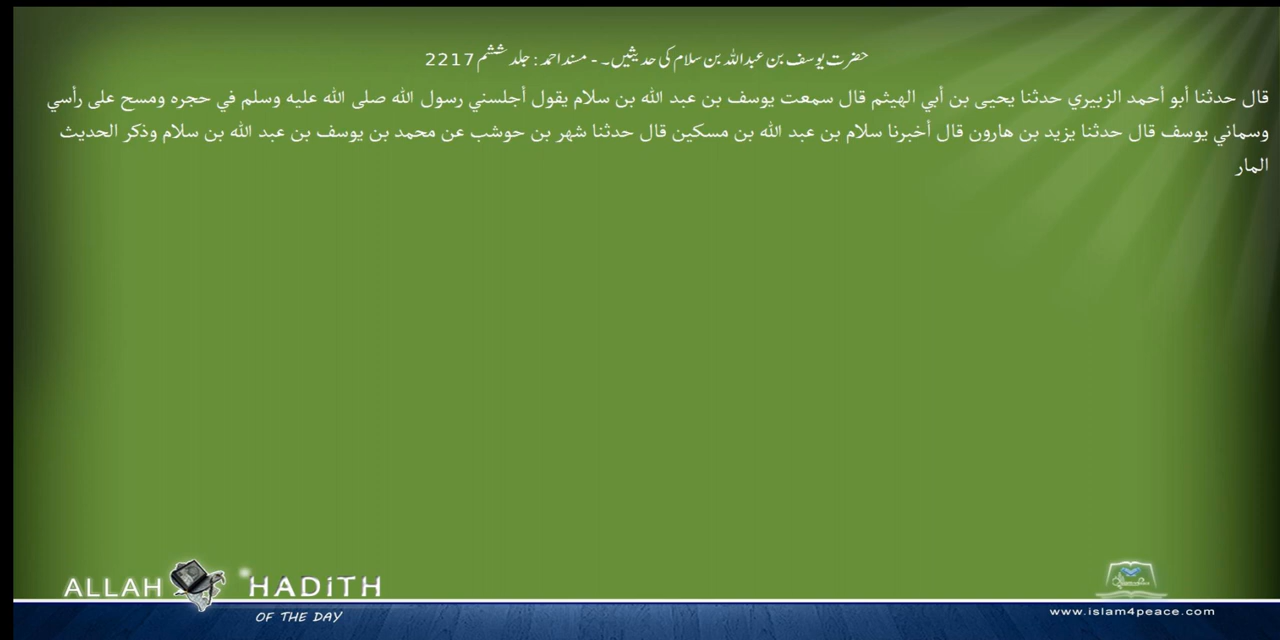 حضرت یوسف بن عبداللہ بن سلام کی حدیثیں۔ - مسند احمد : جلد ششم 2217
قال حدثنا أبو أحمد الزبيري حدثنا يحيى بن أبي الهيثم قال سمعت يوسف بن عبد الله بن سلام يقول أجلسني رسول الله صلى الله عليه وسلم في حجره ومسح على رأسي
وسماني يوسف قال حدثنا يزيد بن هارون قال أخبرنا سلام بن عبد الله بن مسكين قال حدثنا شهر بن حوشب عن محمد بن يوسف بن عبد الله بن سلام وذكر الحديث
المار
ALLAH HADITH
OF THE DAY
www.islam4peace.com